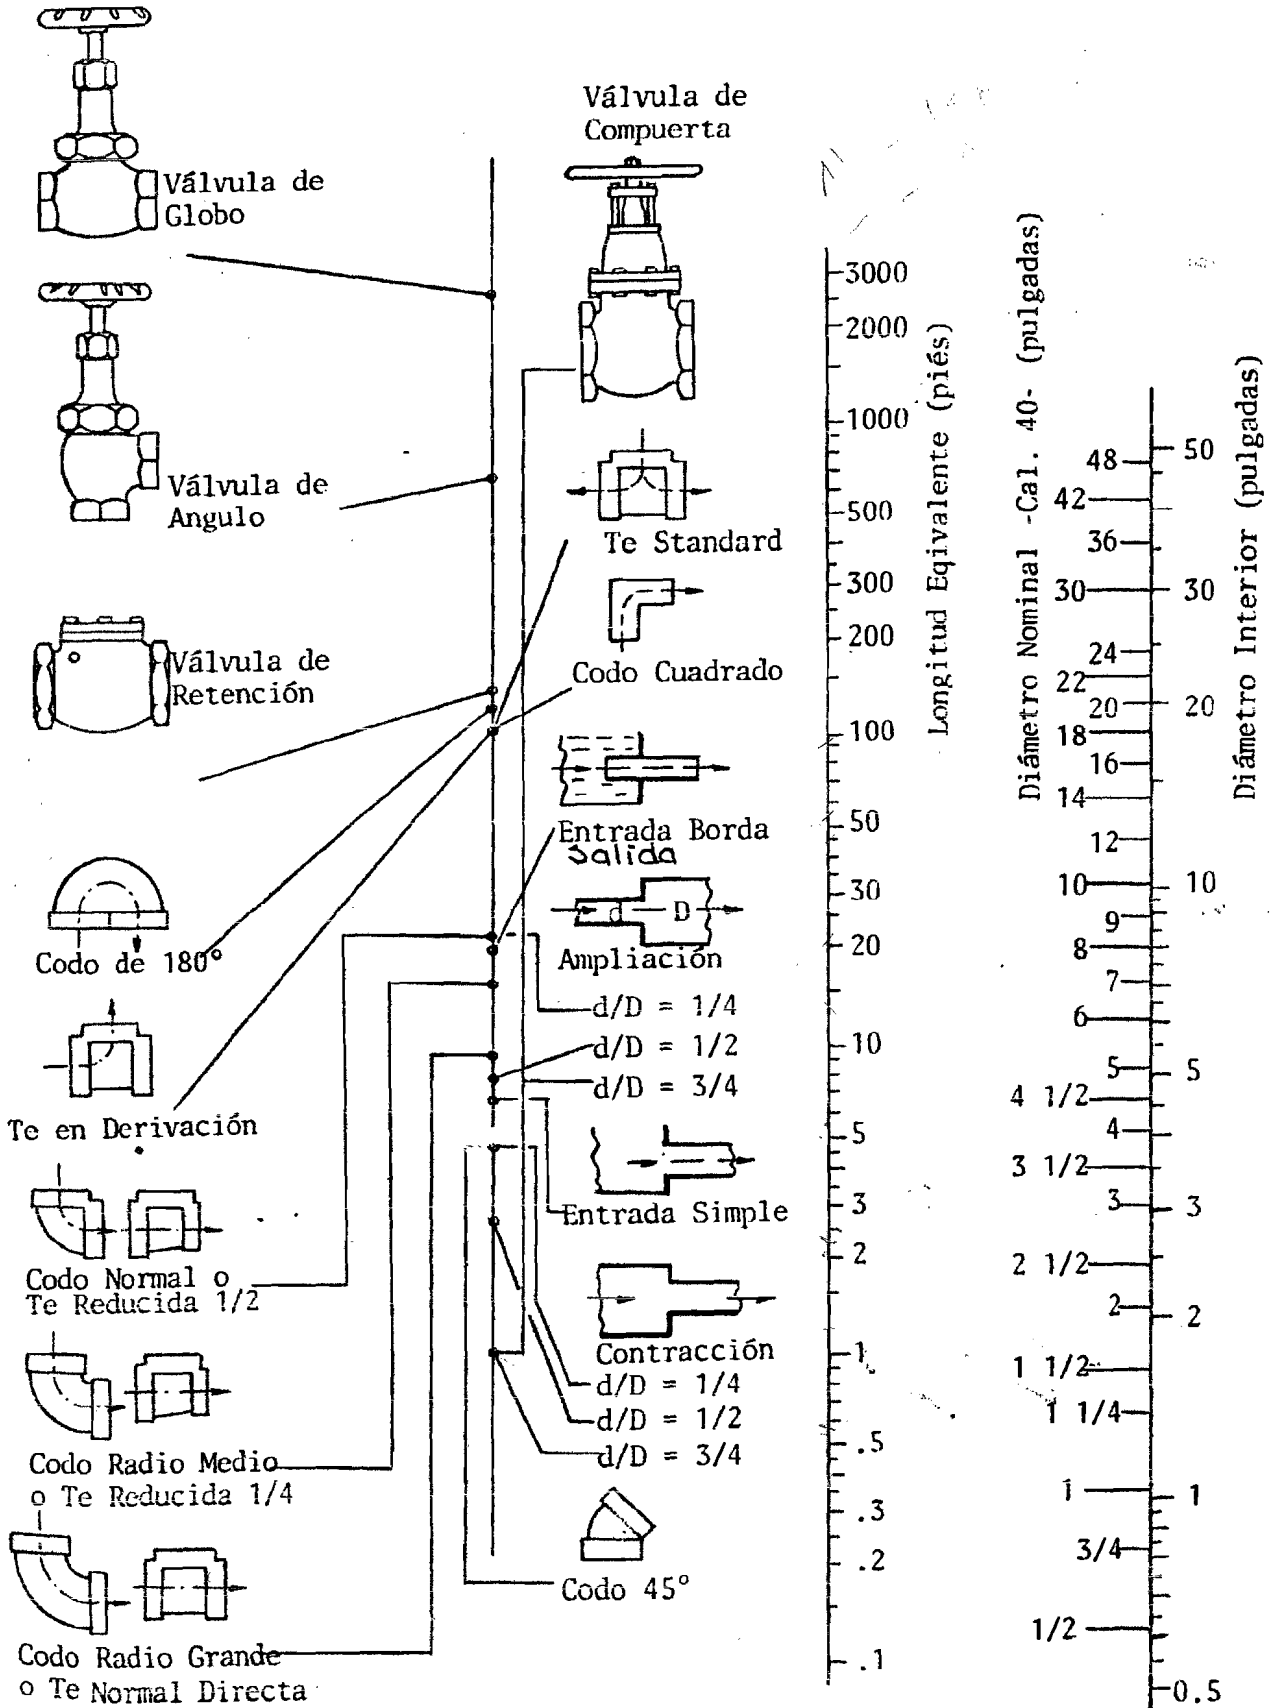 Válvula de
Globo
Válvula de
Angulo
Válvula de
Retención
Codo de 180°
Te en Derivación
Codo Normal o
Te Reducida 1/2
Codo Radio Medio
o Te Reducida 1/4
Codo Radio Grande
o Te Normal Directa
Válvula de
Compuerta
Te Standard
Codo Cuadrado
Entrada Borda
Salida
d
D
Ampliación
d/D = 1/4
d/D = 1/2
d/D = 3/4
Entrada Simple
Contracción
d/D = 1/4
d/D = 1/2
d/D = 3/4
Codo 45°
3000
2000
1000
500
300
200
100
50
30
20
10
5
3
2
1
.5
.3
.2
.1
Longitud Eqivalente (piés)
Diámetro Nominal -Cal. 40- (pulgadas)
48
42
36
30
24
22
20
18
16
14
12
10
9
8
7
6
5
4 1/2
4
3 1/2
3
2 1/2
2
1 1/2
1 1/4
1
3/4
1/2
50
30
20
10
5
3
2
1
0.5
Diámetro Interior (pulgadas)